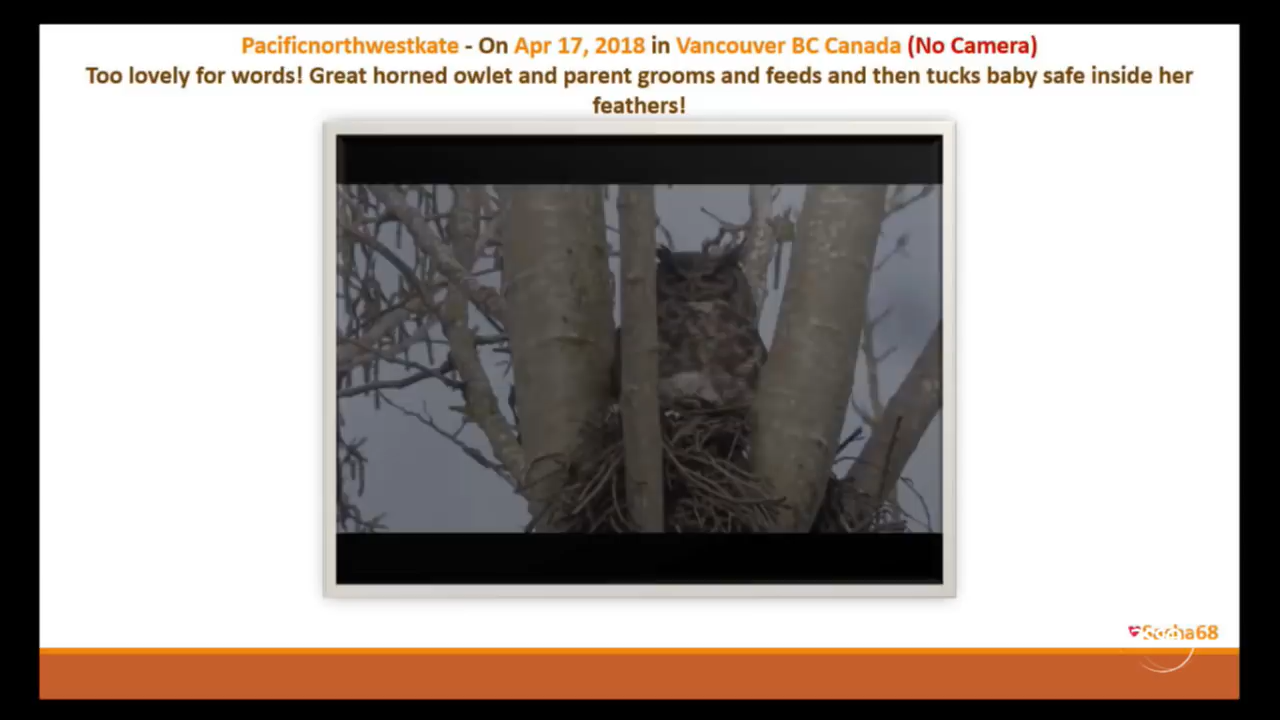 Pacificnorthwestkate - On Apr 17, 2018 in Vancouver BC Canada (No Camera)
Too lovely for words! Great horned owlet and parent grooms and feeds and then tucks baby safe inside her
feathers!